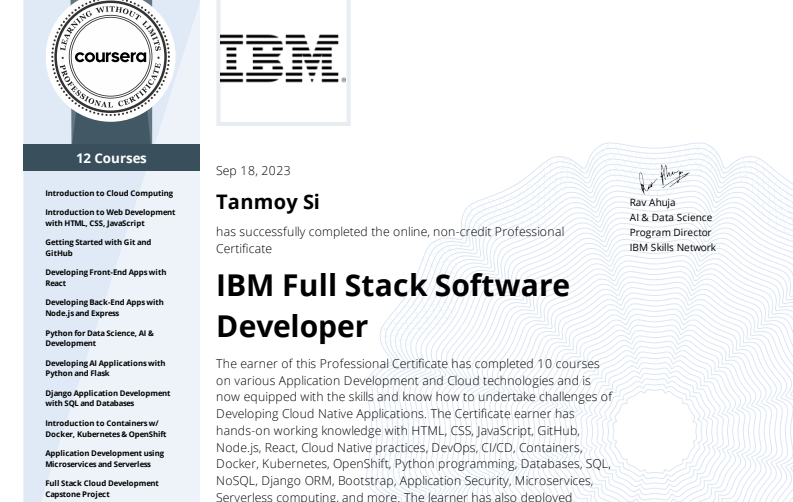 LEARNING WITHOUT LIMITS
coursera
PROFESSIONAL CERTIFICATE
IBM
12 Courses
Introduction to Cloud Computing
Introduction to Web Development
with HTML, CSS, JavaScript
Getting Started with Git and
GitHub
Developing Front-End Apps with
React
Developing Back-End Apps with
Node.js and Express
Python for Data Science, AI &
Development
Developing AI Applications with
Python and Flask
Django Application Development
with SQL and Databases
Introduction to Containers w/
Docker, Kubernetes & OpenShift
Application Development using
Microservices and Serverless
Full Stack Cloud Development
Capstone Project
Sep 18, 2023
Tanmoy Si
has successfully completed the online, non-credit Professional
Certificate
IBM Full Stack Software
Developer
The earner of this Professional Certificate has completed 10 courses
on various Application Development and Cloud technologies and is
now equipped with the skills and know how to undertake challenges of
Developing Cloud Native Applications. The Certificate earner has
hands-on working knowledge with HTML, CSS, JavaScript, GitHub,
Node.js, React, Cloud Native practices, DevOps, CI/CD, Containers,
Docker, Kubernetes, OpenShift, Python programming, Databases, SQL,
NoSQL, Django ORM, Bootstrap, Application Security, Microservices,
Serverless computing, and more. The learner has also deployed
Rav Ahuja
Rav Ahuja
AI & Data Science
Program Director
IBM Skills Network